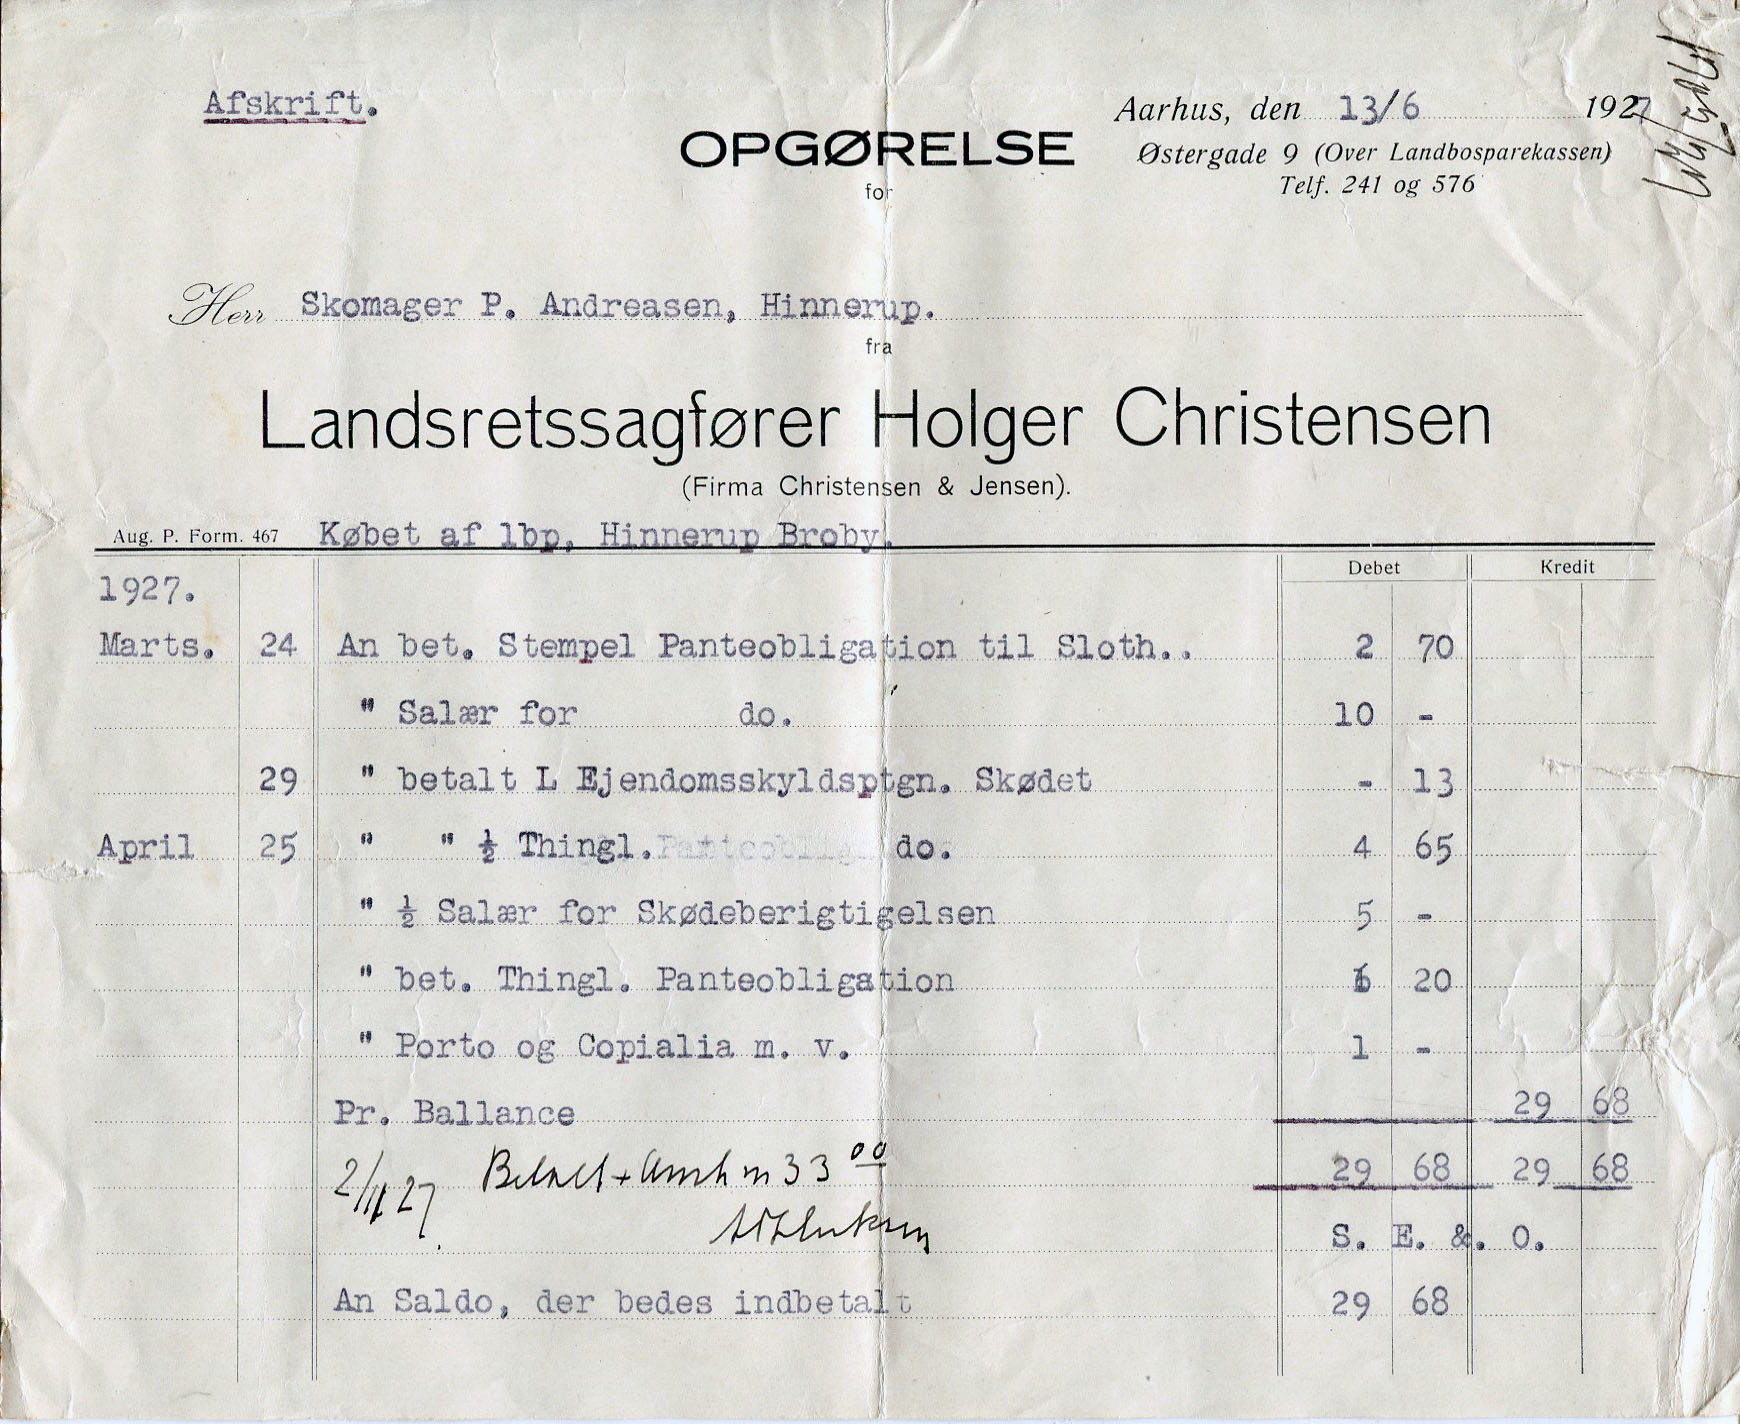 Afskrift.
Aarhus, den 13/6 1927
OPGØRELSE
Østergade 9 (Over Landbosparekassen)
for
Telf. 241 og 576
Herr Skomager P. Andreasen, Hinnerup.
fra
Landsretssagfører Holger Christensen
(Firma Christensen & Jensen).
Aug. P. Form. 467 Købet af lbp, Hinnerup Broby.
Debet Kredit
1927.
Marts. 24 An bet. Stempel Panteobligation til Sloth.. 2 70
" Salær for do. 10 -
29 " betalt L Ejendomsskyldsptgn. Skødet - 13
April 25 " " ½ Thingl. do. 4 65
" ½ Salær for Skødeberigtigelsen 5 -
" bet. Thingl. Panteobligation 6 20
" Porto og Copialia m. v. 1 -
Pr. Ballance 29 68
29 68 29 68
2/11 27. Betalt + m 33 00
S. E. &. O.
An Saldo, der bedes indbetalt 29 68